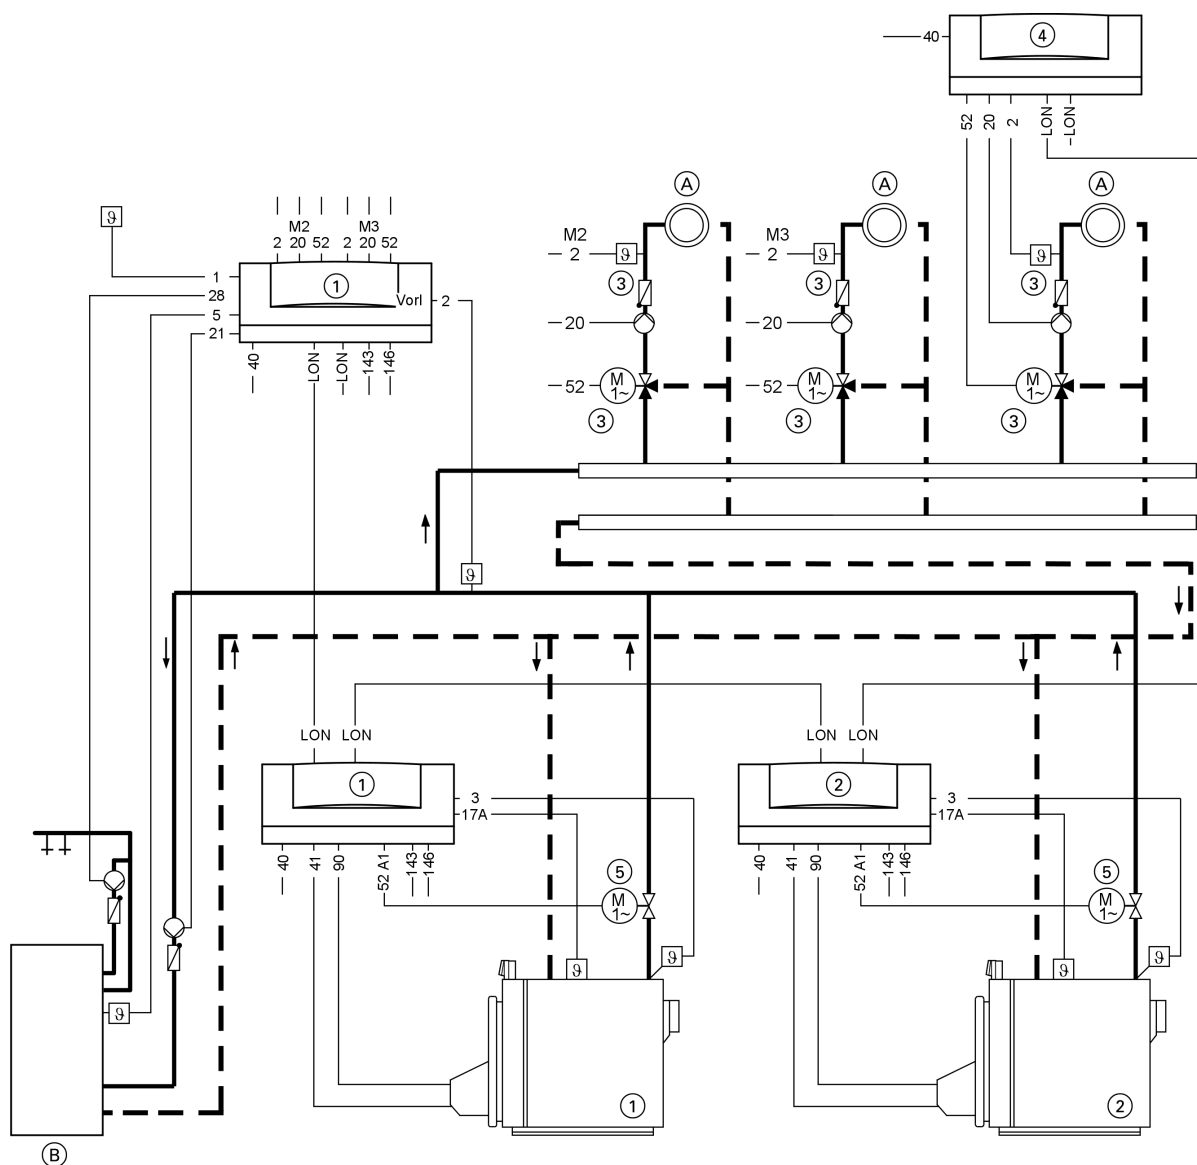 40 4
52 20 2 LON LON
A A A
ϑ
M2 M3
2 20 52 2 20 52
M2 M3
2 ϑ 2 ϑ ϑ
1 1
3 3 3
28 Vorl 2
5
20 20
21
40 LON LON 143 146
52 M 1~ 52 M 1~ M 1~
3 3 3
ϑ
LON LON LON LON
1 2
3 3
17A 17A
40 41 90 52 A1 143 146 40 41 90 52 A1 143 146
5 5
M 1~ M 1~
ϑ ϑ
ϑ ϑ
ϑ
1 2
B